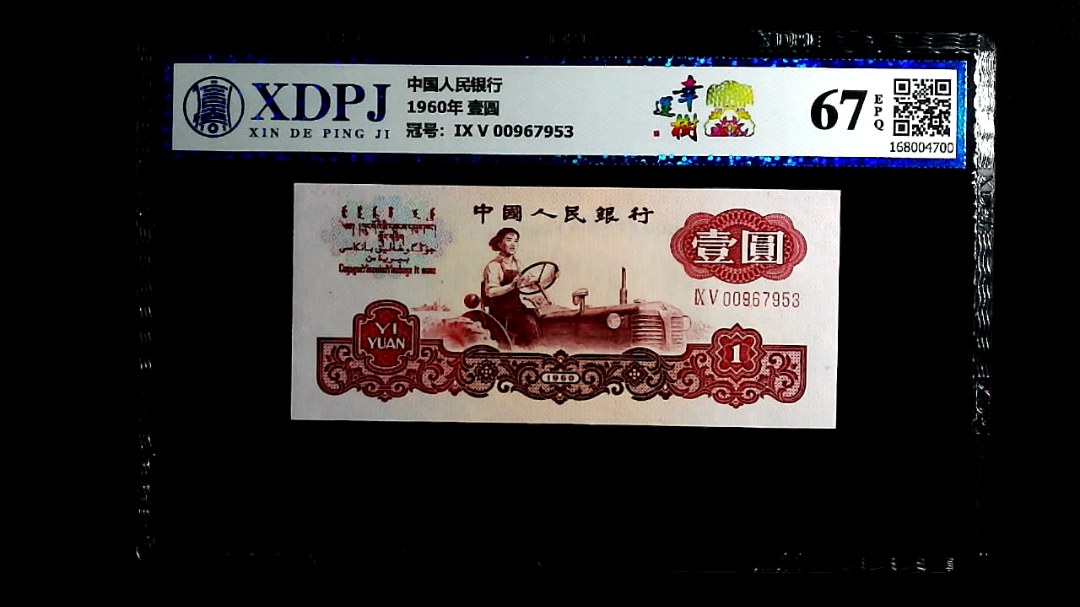 XDPJ
XIN DE PING JI
中国人民银行
1960年 壹圆
冠号: IX V 00967953
幸
運
樹
67
EPQ
168004700
中國人民銀行
壹圓
IX V 00967953
YI
YUAN
1
1960